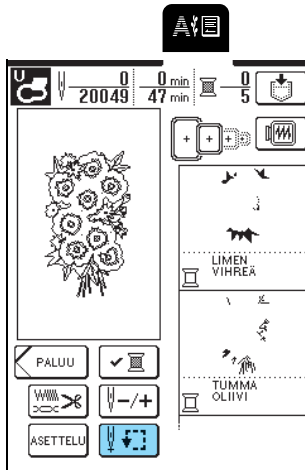 A
U
0 0 min 0
20049 47 min 5
LIMEN
VIHREÄ
TUMMA
OLIIVI
PALUU
-/+
ASETTELU